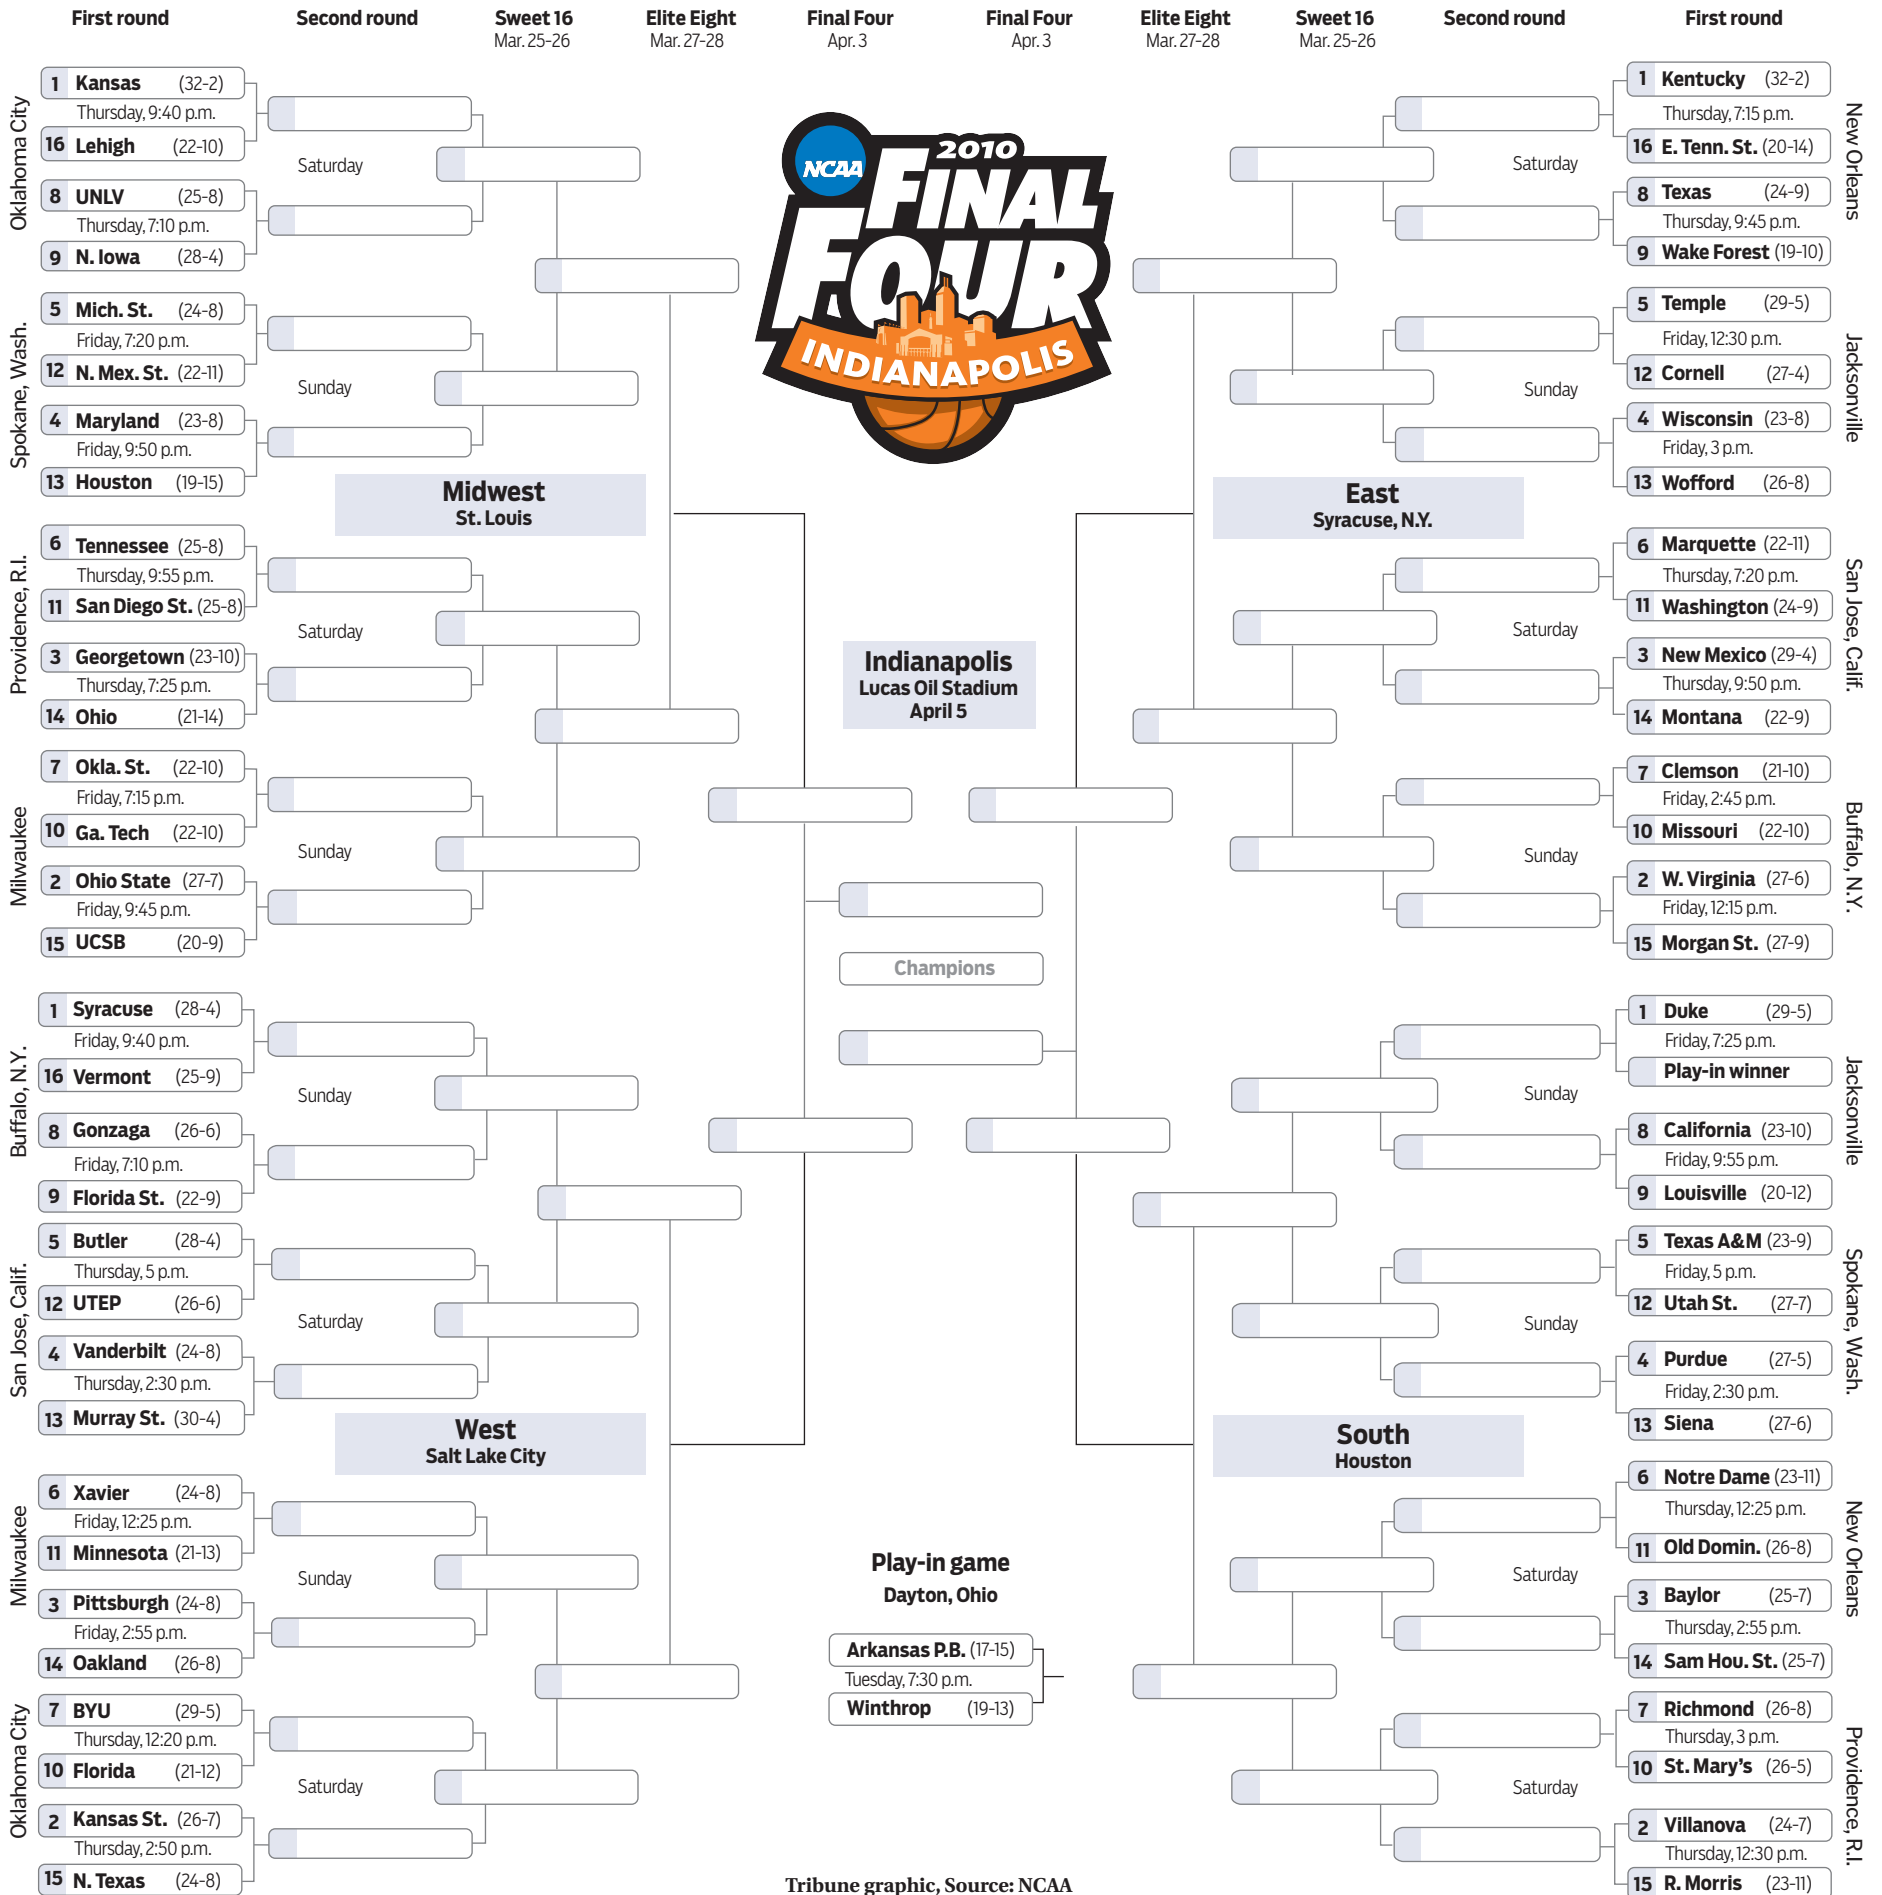 First round
Second round
Sweet 16
Mar. 25-26
Elite Eight
Mar. 27-28
Final Four
Apr. 3
Final Four
Apr. 3
Elite Eight
Mar. 27-28
Sweet 16
Mar. 25-26
Second round
First round
Oklahoma City
1 Kansas (32-2)
Thursday, 9:40 p.m.
16 Lehigh (22-10)
Saturday
8 UNLV (25-8)
Thursday, 7:10 p.m.
9 N. Iowa (28-4)
Spokane, Wash.
5 Mich. St. (24-8)
Friday, 7:20 p.m.
12 N. Mex. St. (22-11)
Sunday
4 Maryland (23-8)
Friday, 9:50 p.m.
13 Houston (19-15)
Midwest
St. Louis
Providence, R.I.
6 Tennessee (25-8)
Thursday, 9:55 p.m.
11 San Diego St. (25-8)
Saturday
3 Georgetown (23-10)
Thursday, 7:25 p.m.
14 Ohio (21-14)
Milwaukee
7 Okla. St. (22-10)
Friday, 7:15 p.m.
10 Ga. Tech (22-10)
Sunday
2 Ohio State (27-7)
Friday, 9:45 p.m.
15 UCSB (20-9)
Buffalo, N.Y.
1 Syracuse (28-4)
Friday, 9:40 p.m.
16 Vermont (25-9)
Sunday
8 Gonzaga (26-6)
Friday, 7:10 p.m.
9 Florida St. (22-9)
San Jose, Calif.
5 Butler (28-4)
Thursday, 5 p.m.
12 UTEP (26-6)
Saturday
4 Vanderbilt (24-8)
Thursday, 2:30 p.m.
13 Murray St. (30-4)
West
Salt Lake City
Milwaukee
6 Xavier (24-8)
Friday, 12:25 p.m.
11 Minnesota (21-13)
Sunday
3 Pittsburgh (24-8)
Friday, 2:55 p.m.
14 Oakland (26-8)
Oklahoma City
7 BYU (29-5)
Thursday, 12:20 p.m.
10 Florida (21-12)
Saturday
2 Kansas St. (26-7)
Thursday, 2:50 p.m.
15 N. Texas (24-8)
NCAA
2010
FINAL
FOUR
INDIANAPOLIS
Indianapolis
Lucas Oil Stadium
April 5
Champions
Play-in game
Dayton, Ohio
Arkansas P.B. (17-15)
Tuesday, 7:30 p.m.
Winthrop (19-13)
Tribune graphic, Source: NCAA
New Orleans
1 Kentucky (32-2)
Thursday, 7:15 p.m.
16 E. Tenn. St. (20-14)
Saturday
8 Texas (24-9)
Thursday, 9:45 p.m.
9 Wake Forest (19-10)
Jacksonville
5 Temple (29-5)
Friday, 12:30 p.m.
12 Cornell (27-4)
Sunday
4 Wisconsin (23-8)
Friday, 3 p.m.
13 Wofford (26-8)
East
Syracuse, N.Y.
San Jose, Calif.
6 Marquette (22-11)
Thursday, 7:20 p.m.
11 Washington (24-9)
Saturday
3 New Mexico (29-4)
Thursday, 9:50 p.m.
14 Montana (22-9)
Buffalo, N.Y.
7 Clemson (21-10)
Friday, 2:45 p.m.
10 Missouri (22-10)
Sunday
2 W. Virginia (27-6)
Friday, 12:15 p.m.
15 Morgan St. (27-9)
Jacksonville
1 Duke (29-5)
Friday, 7:25 p.m.
Play-in winner
Sunday
8 California (23-10)
Friday, 9:55 p.m.
9 Louisville (20-12)
Spokane, Wash.
5 Texas A&M (23-9)
Friday, 5 p.m.
12 Utah St. (27-7)
Sunday
4 Purdue (27-5)
Friday, 2:30 p.m.
13 Siena (27-6)
South
Houston
New Orleans
6 Notre Dame (23-11)
Thursday, 12:25 p.m.
11 Old Domin. (26-8)
Saturday
3 Baylor (25-7)
Thursday, 2:55 p.m.
14 Sam Hou. St. (25-7)
Providence, R.I.
7 Richmond (26-8)
Thursday, 3 p.m.
10 St. Mary's (26-5)
Saturday
2 Villanova (24-7)
Thursday, 12:30 p.m.
15 R. Morris (23-11)